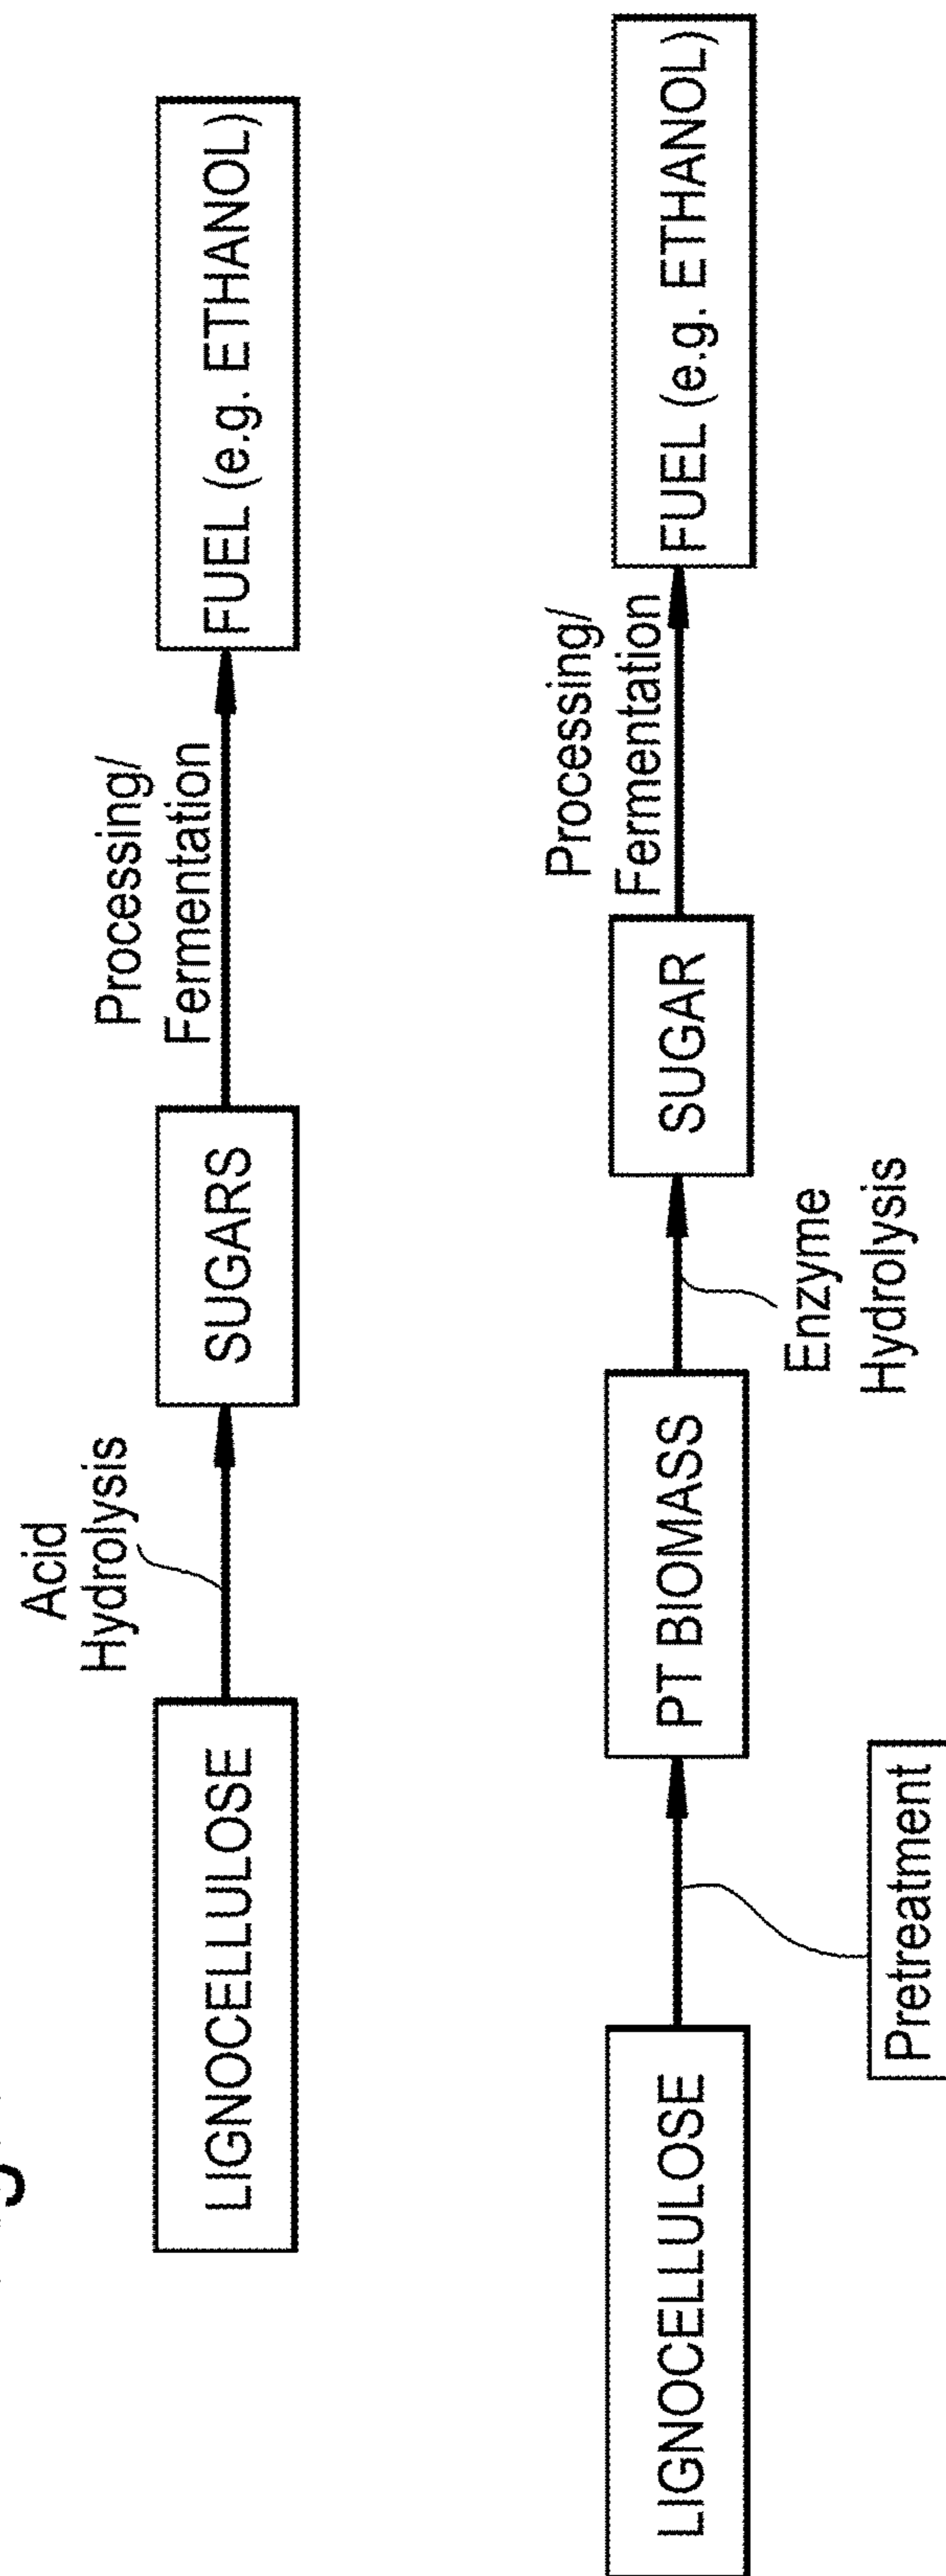 Acid
Hydrolysis
Processing/
Fermentation
LIGNOCELLULOSE
SUGARS
FUEL (e.g. ETHANOL)
Processing/
Fermentation
LIGNOCELLULOSE
PT BIOMASS
SUGAR
FUEL (e.g. ETHANOL)
Enzyme
Hydrolysis
Pretreatment